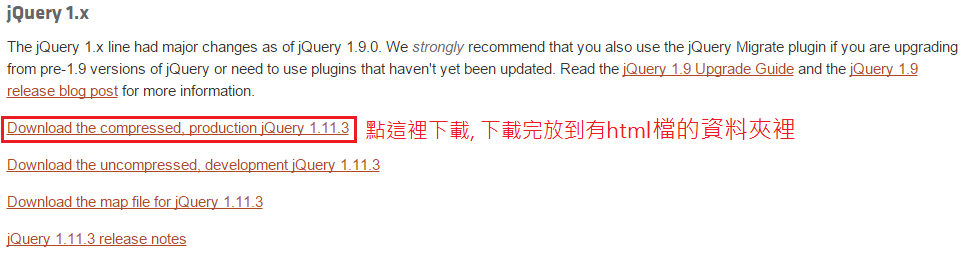 jQuery 1.x
The jQuery 1.x line had major changes as of jQuery 1.9.0. We strongly recommend that you also use the jQuery Migrate plugin if you are upgrading
from pre-1.9 versions of jQuery or need to use plugins that haven't yet been updated. Read the jQuery 1.9 Upgrade Guide and the jQuery 1.9
release blog post for more information.
Download the compressed, production jQuery 1.11.3 點這裡下載, 下載完放到有html檔的資料夾裡
Download the uncompressed, development jQuery 1.11.3
Download the map file for jQuery 1.11.3
jQuery 1.11.3 release notes